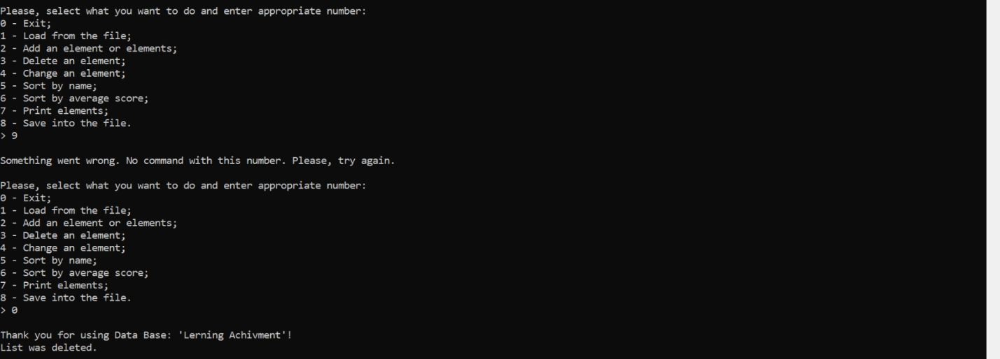 Please, select what you want to do and enter appropriate number:
0 - Exit;
1 - Load from the file;
2 - Add an element or elements;
3 - Delete an element;
4 - Change an element;
5 - Sort by name;
6 - Sort by average score;
7 - Print elements;
8 - Save into the file.
> 9
Something went wrong. No command with this number. Please, try again.
Please, select what you want to do and enter appropriate number:
0 - Exit;
1 - Load from the file;
2 - Add an element or elements;
3 - Delete an element;
4 - Change an element;
5 - Sort by name;
6 - Sort by average score;
7 - Print elements;
8 - Save into the file.
> 0
Thank you for using Data Base: 'Lerning Achivment'!
List was deleted.